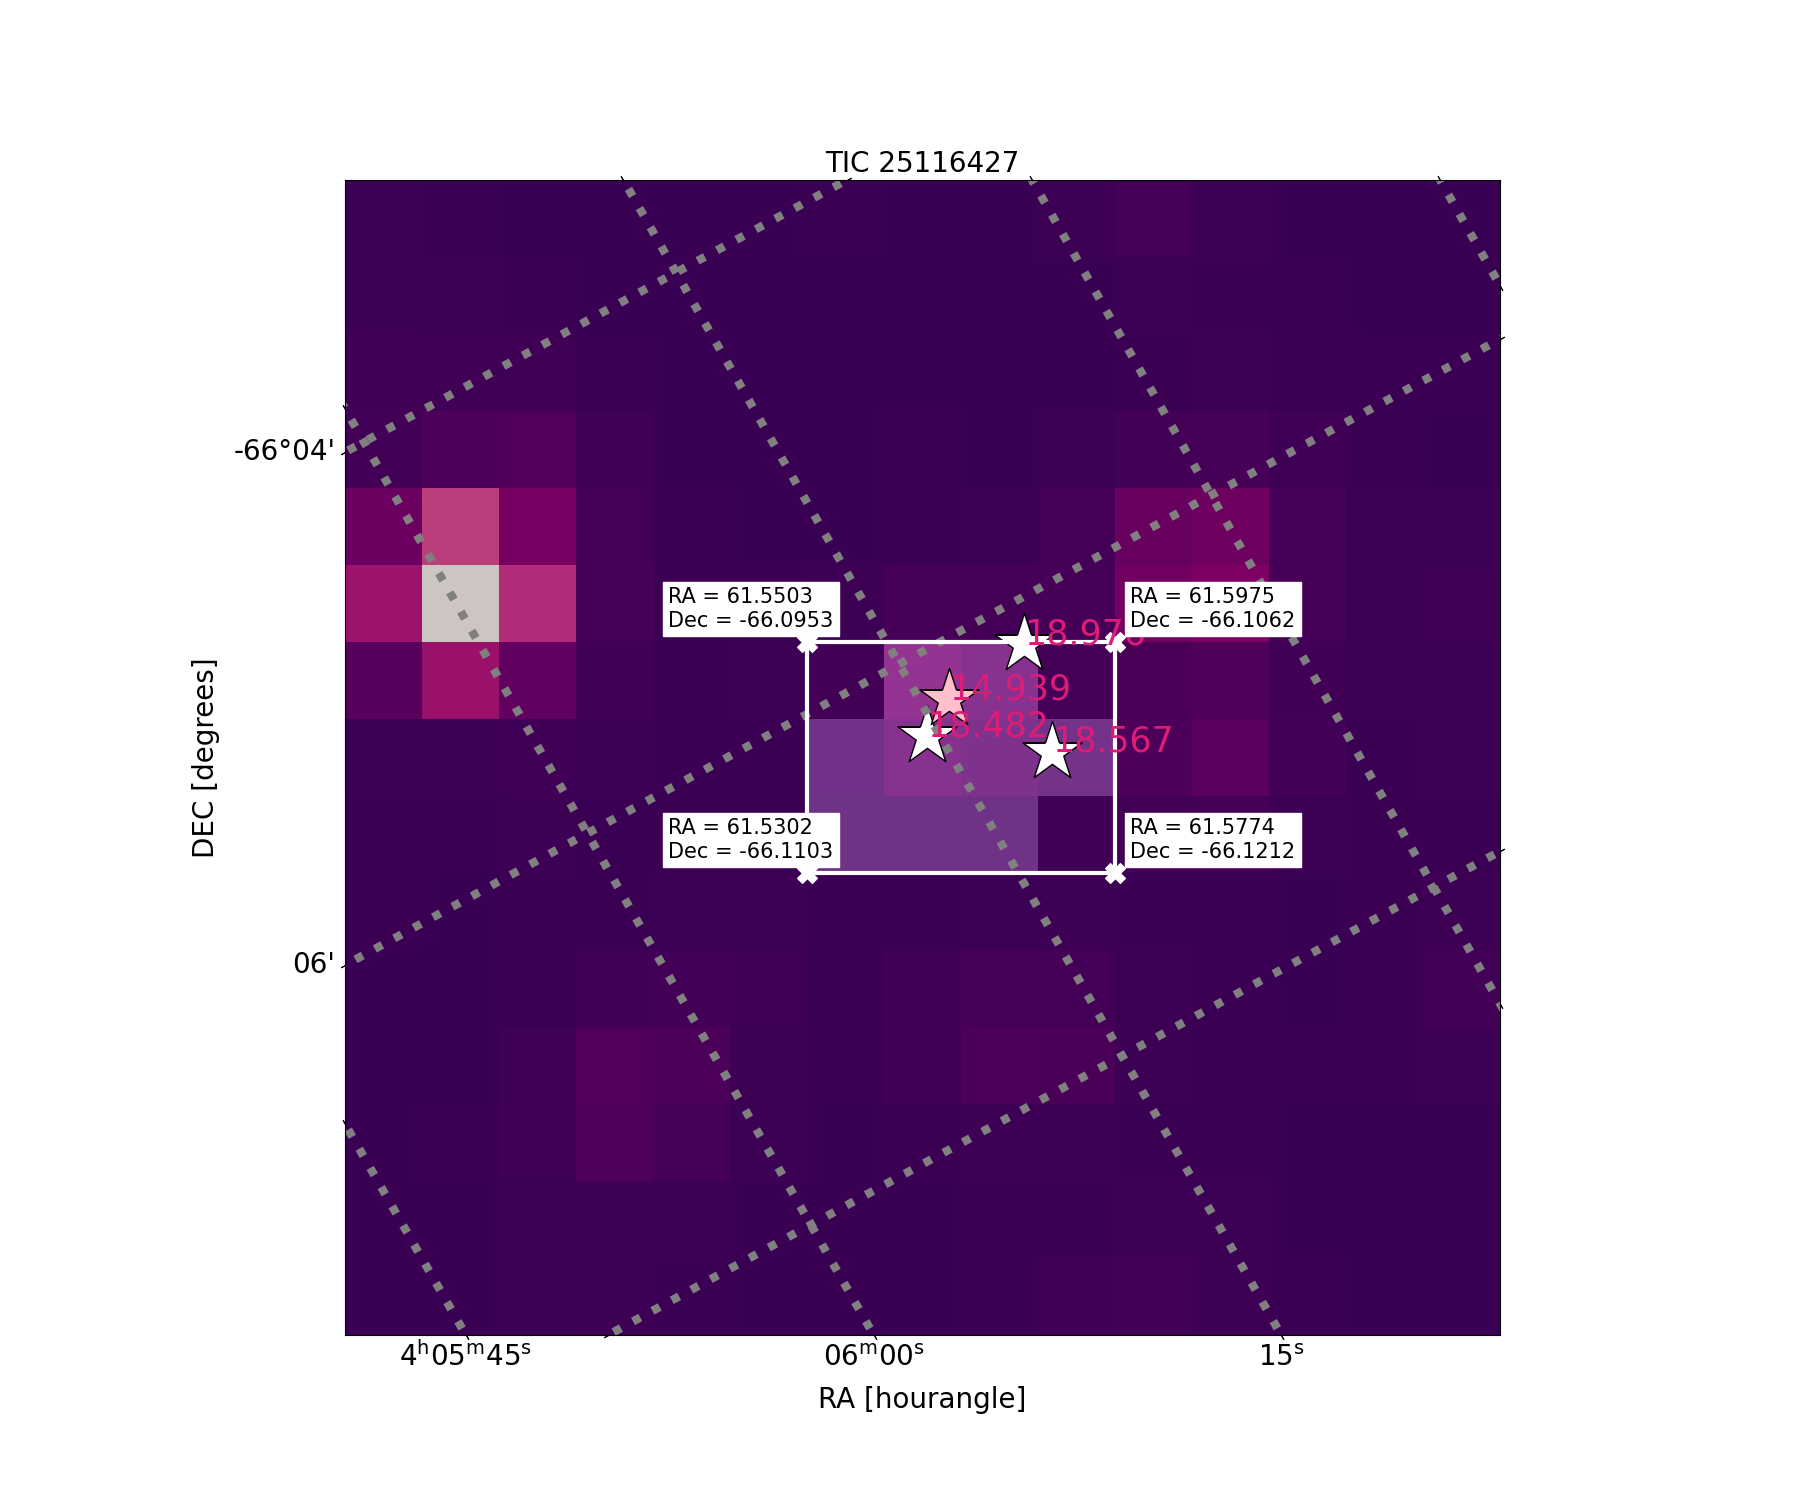 TIC 25116427
-66°04'
RA = 61.5503
Dec = -66.0953
RA = 61.5975
Dec = -66.1062
18.976
14.939
18.482
18.567
RA = 61.5302
Dec = -66.1103
RA = 61.5774
Dec = -66.1212
DEC [degrees]
06'
4ʰ05ᵐ45ˢ
06ᵐ00ˢ
15ˢ
RA [hourangle]